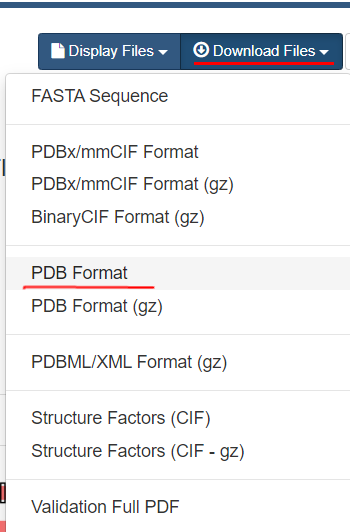 Display Files Download Files
FASTA Sequence
PDBx/mmCIF Format
PDBx/mmCIF Format (gz)
BinaryCIF Format (gz)
PDB Format
PDB Format (gz)
PDBML/XML Format (gz)
Structure Factors (CIF)
Structure Factors (CIF - gz)
Validation Full PDF